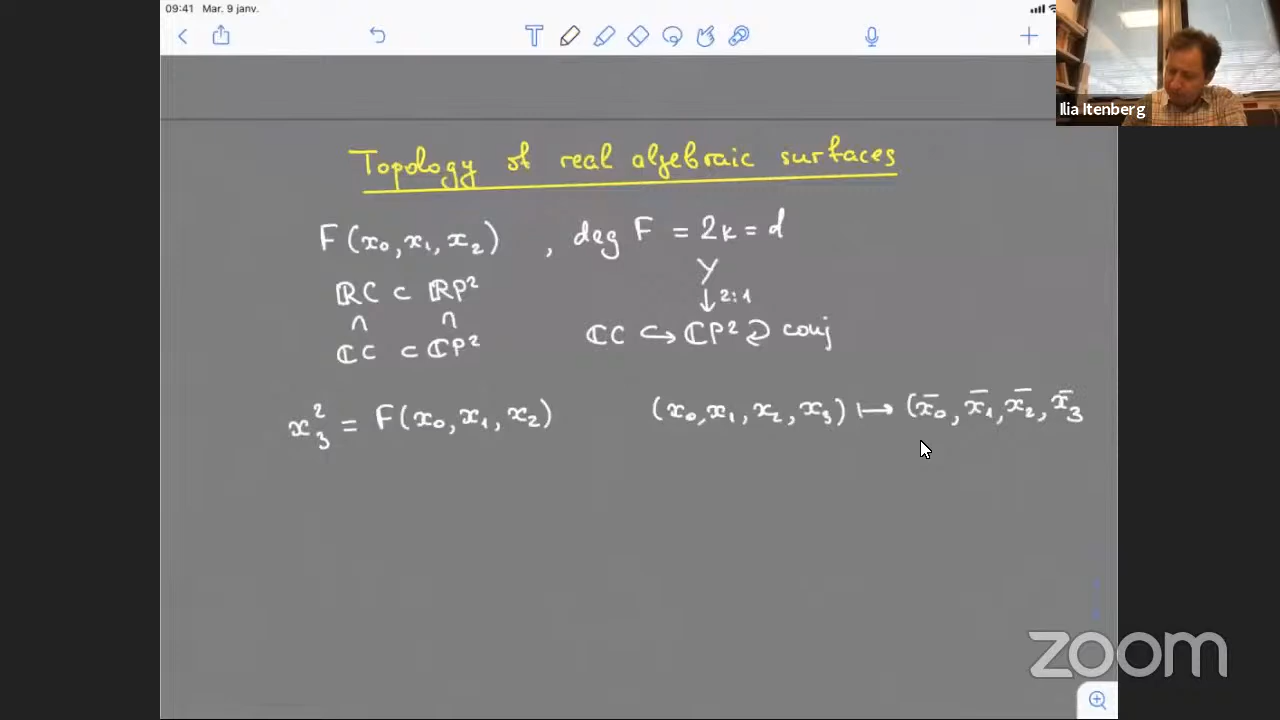 09:41 Mar. 9 janv.
Ilia Itenberg
Topology of real algebraic surfaces
F(x₀,x₁,x₂) , deg F = 2k = d
ℝC ⊂ ℝP² Y
∩ ∩ ↓ 2:1
ℂC ⊂ ℂP² ℂC ↪ ℂP² ⊋ conj
x₃² = F(x₀,x₁,x₂) (x₀,x₁,x₂,x₃) ↦ (x̄₀,x̄₁,x̄₂,x̄₃
zoom